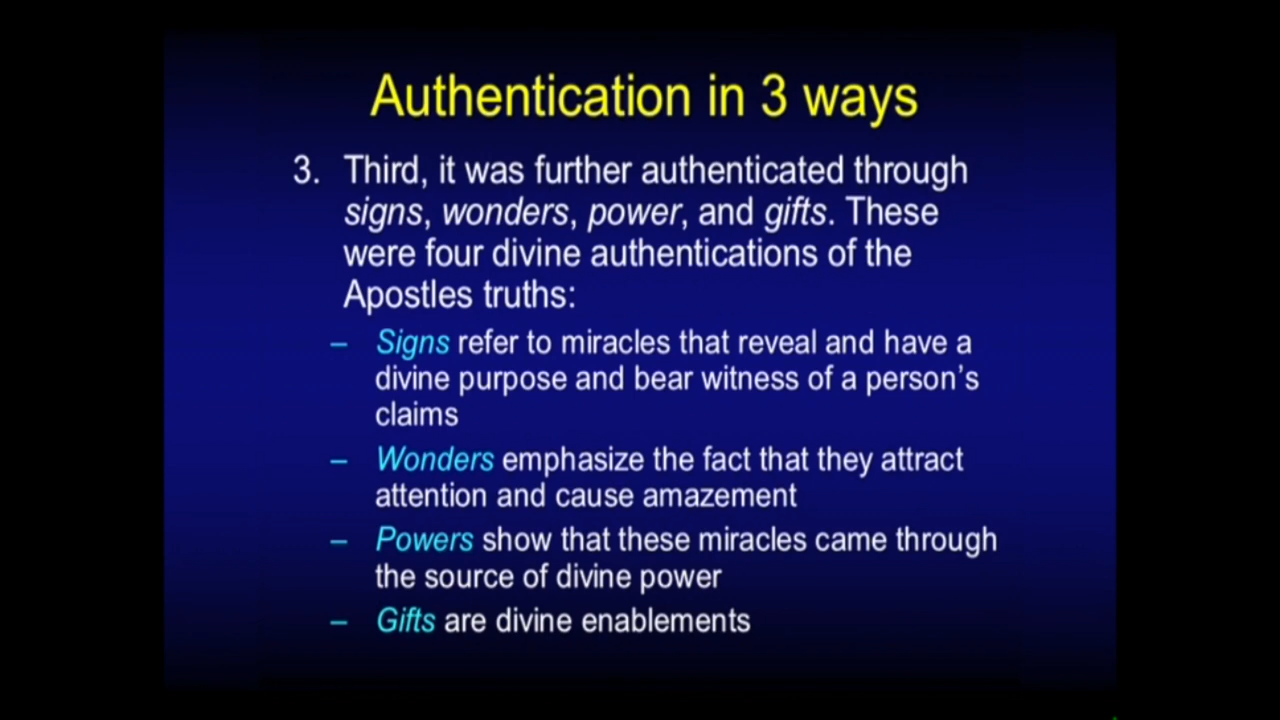 Authentication in 3 ways
3. Third, it was further authenticated through
signs, wonders, power, and gifts. These
were four divine authentications of the
Apostles truths:
– Signs refer to miracles that reveal and have a
divine purpose and bear witness of a person’s
claims
– Wonders emphasize the fact that they attract
attention and cause amazement
– Powers show that these miracles came through
the source of divine power
– Gifts are divine enablements